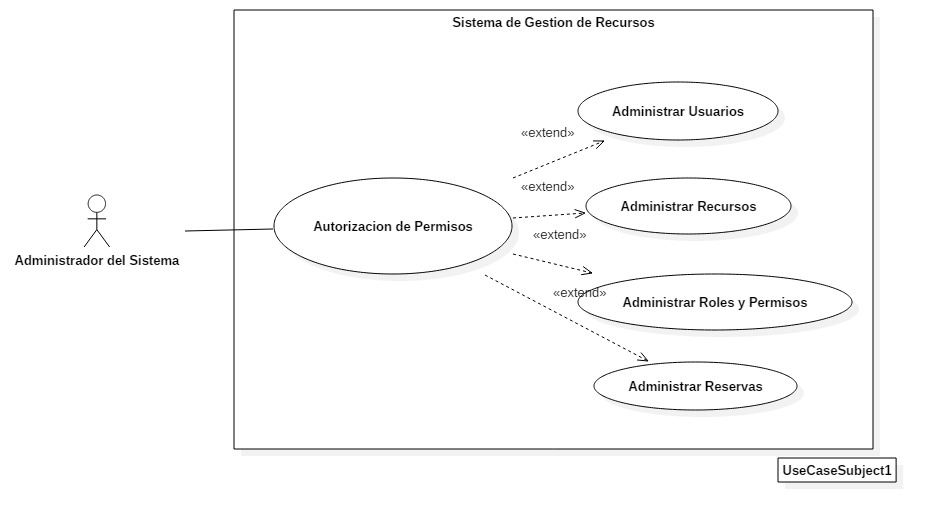 Sistema de Gestion de Recursos
Administrar Usuarios
«extend»
«extend»
Administrar Recursos
Autorizacion de Permisos
«extend»
Administrador del Sistema
«extend»
Administrar Roles y Permisos
Administrar Reservas
UseCaseSubject1